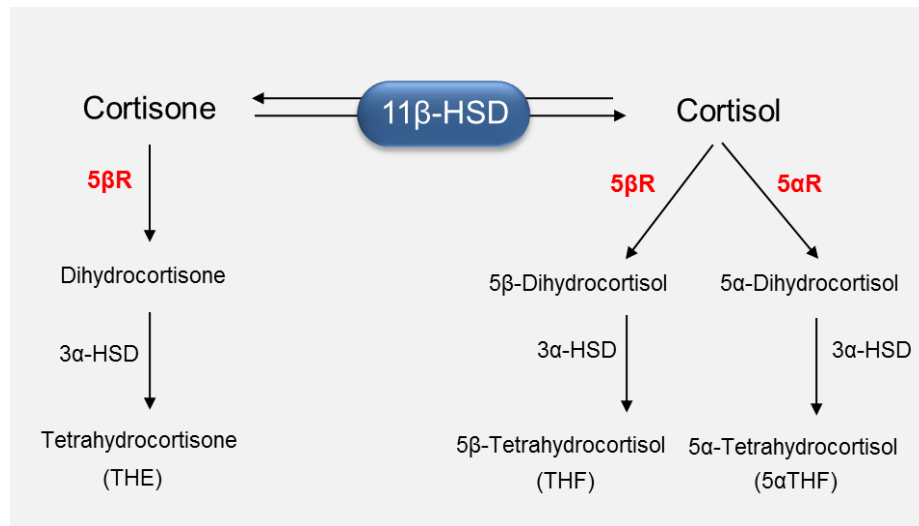 Cortisone
11β-HSD
Cortisol
5βR
5βR
5αR
Dihydrocortisone
5β-Dihydrocortisol
5α-Dihydrocortisol
3α-HSD
3α-HSD
3α-HSD
Tetrahydrocortisone
(THE)
5β-Tetrahydrocortisol
(THF)
5α-Tetrahydrocortisol
(5αTHF)